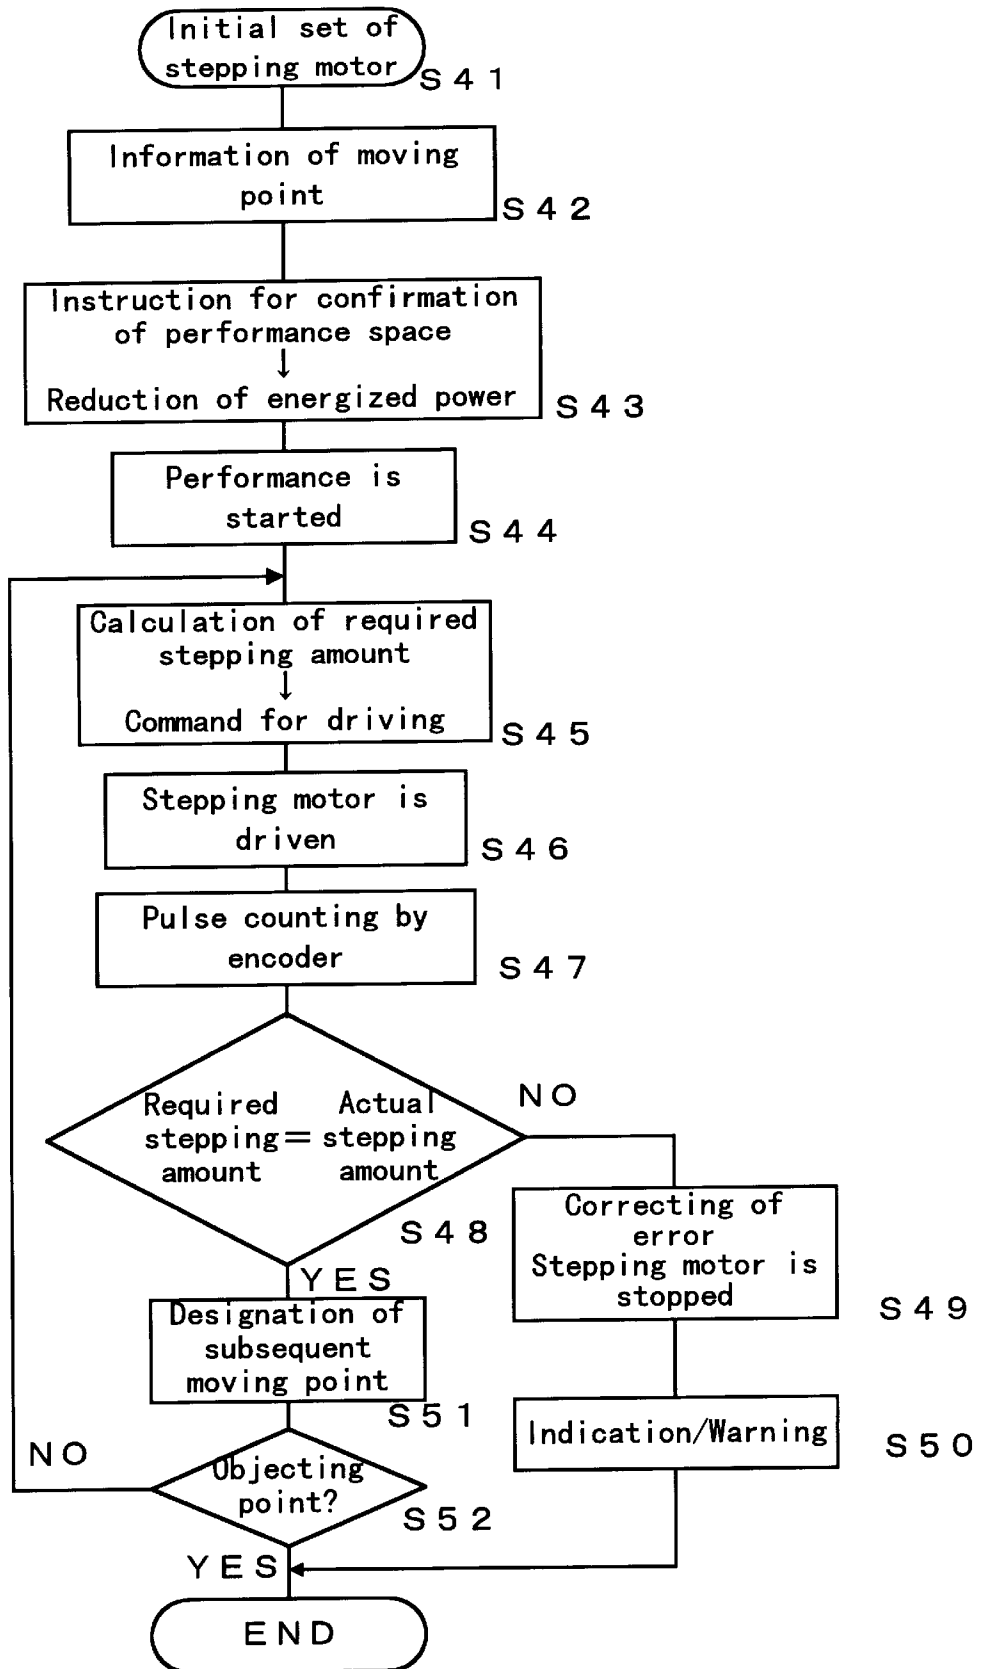 Initial set of
stepping motor
S41
Information of moving
point
S42
Instruction for confirmation
of performance space
↓
Reduction of energized power
S43
Performance is
started
S44
Calculation of required
stepping amount
↓
Command for driving
S45
Stepping motor is
driven
S46
Pulse counting by
encoder
S47
Required Actual
stepping=stepping
amount amount
S48
NO
Correcting of
error
Stepping motor is
stopped
S49
Indication/Warning
S50
YES
Designation of
subsequent
moving point
S51
Objecting
point?
S52
NO
YES
END